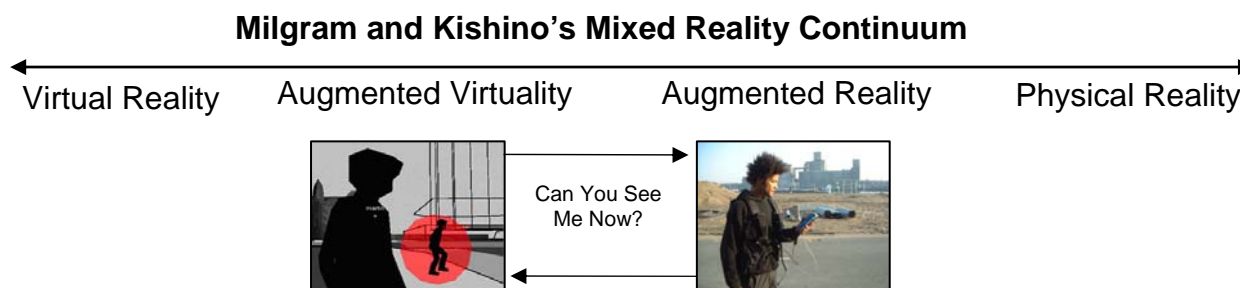 Milgram and Kishino’s Mixed Reality Continuum
Virtual Reality Augmented Virtuality Augmented Reality Physical Reality
Can You See
Me Now?